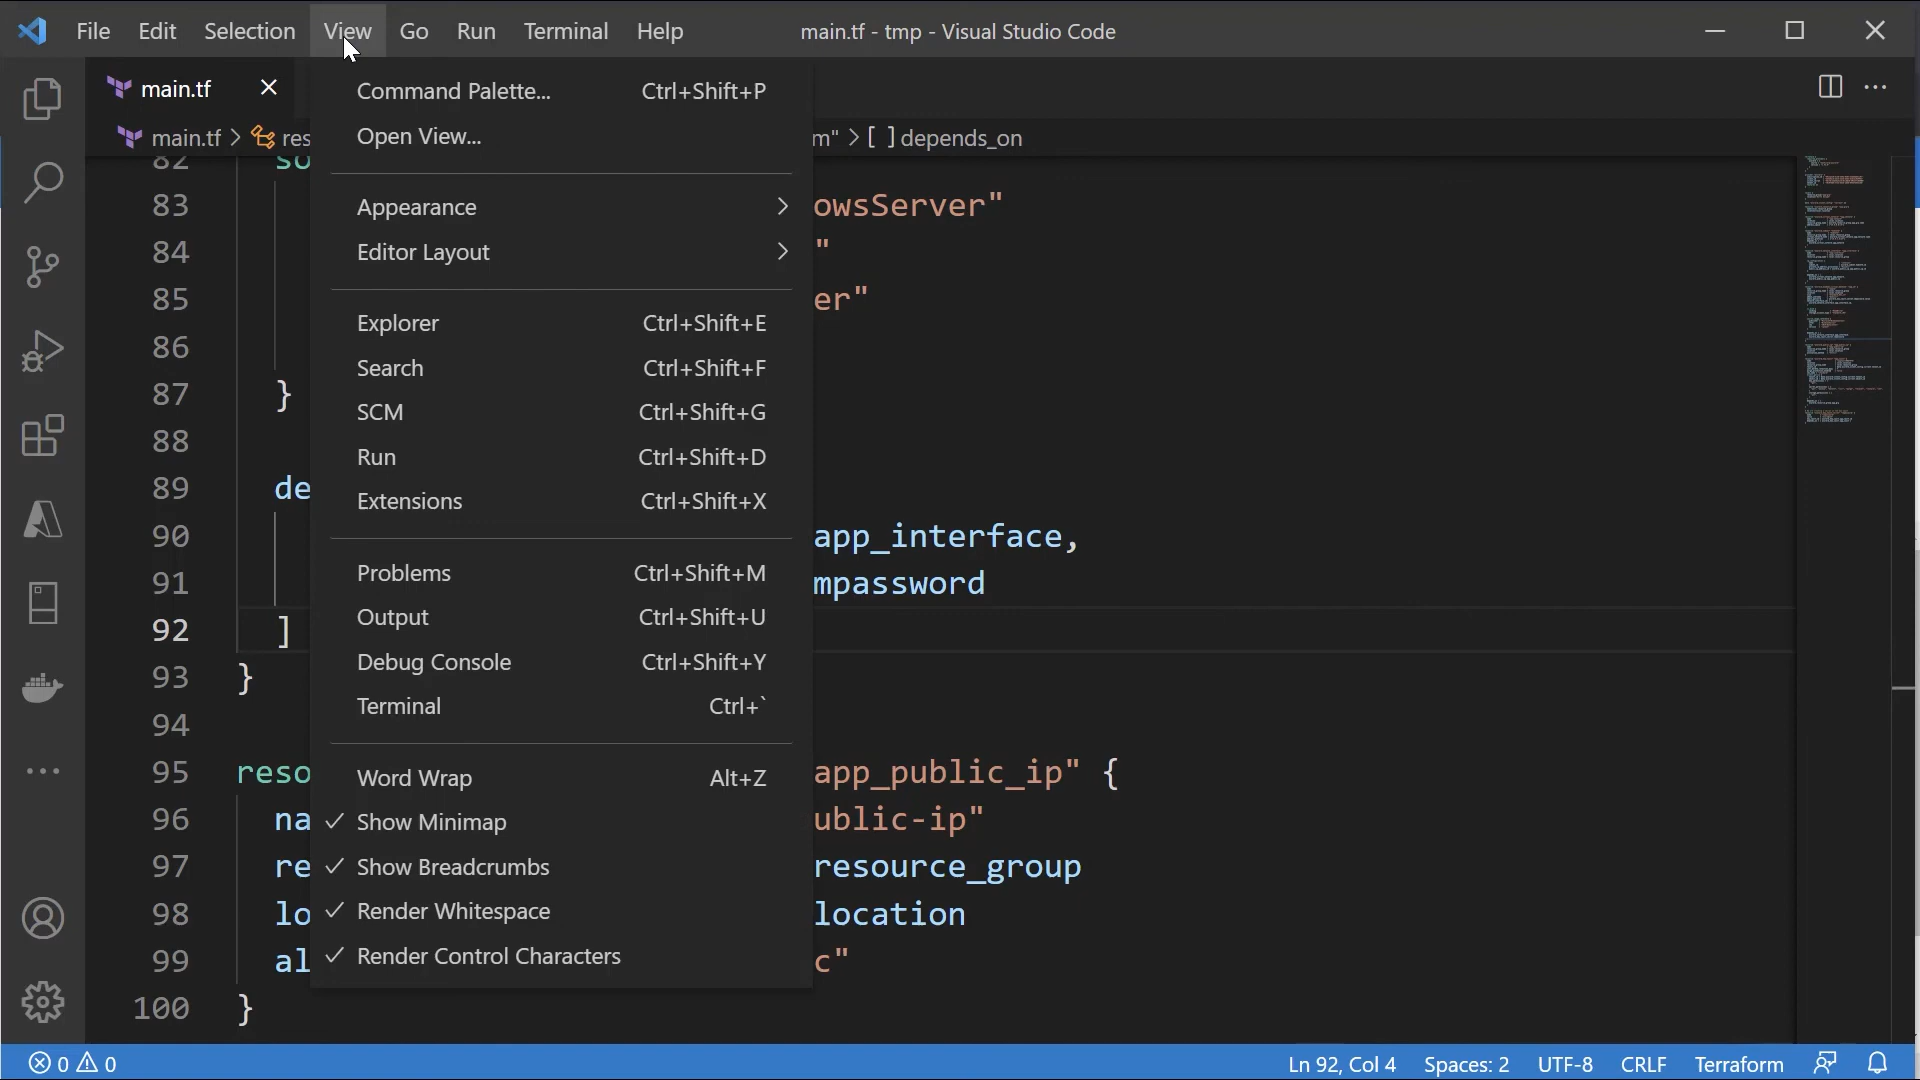 File Edit Selection View Go Run Terminal Help main.tf - tmp - Visual Studio Code
main.tf
main.tf > res m" > [ ] depends_on
Command Palette... Ctrl+Shift+P
Open View...
Appearance
Editor Layout
Explorer Ctrl+Shift+E
Search Ctrl+Shift+F
SCM Ctrl+Shift+G
Run Ctrl+Shift+D
Extensions Ctrl+Shift+X
Problems Ctrl+Shift+M
Output Ctrl+Shift+U
Debug Console Ctrl+Shift+Y
Terminal Ctrl+`
Word Wrap Alt+Z
✓ Show Minimap
✓ Show Breadcrumbs
✓ Render Whitespace
✓ Render Control Characters
82 so
83 owsServer"
84 "
85 er"
86
87 }
88
89 de
90 app_interface,
91 mpassword
92 ]
93 }
94
95 reso app_public_ip" {
96 na ublic-ip"
97 re resource_group
98 lo location
99 al c"
100 }
0 0 Ln 92, Col 4 Spaces: 2 UTF-8 CRLF Terraform